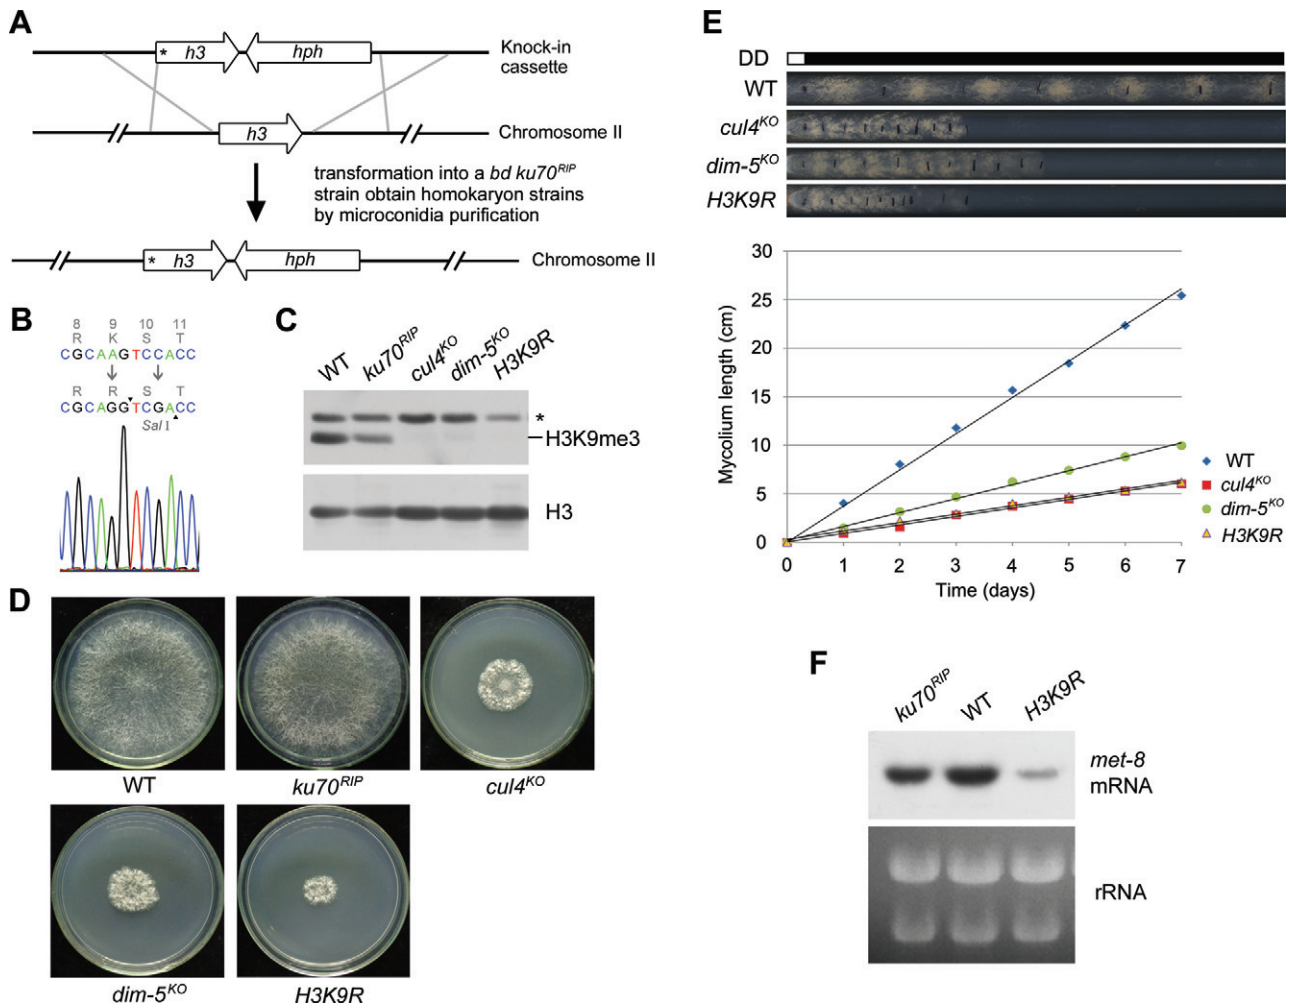 A
* h3 hph
Knock-in
cassette
h3
Chromosome II
transformation into a bd ku70RIP
strain obtain homokaryon strains
by microconidia purification
* h3 hph
Chromosome II
B
8 9 10 11
R K S T
CGCAAGTCCACC
R R S T
CGCAGGTCGACC
Sal I
C
WT ku70RIP cul4KO dim-5KO H3K9R
*
H3K9me3
H3
D
WT
ku70RIP
cul4KO
dim-5KO
H3K9R
E
DD
WT
cul4KO
dim-5KO
H3K9R
Mycolium length (cm)
30
25
20
15
10
5
0
0 1 2 3 4 5 6 7
Time (days)
WT
cul4KO
dim-5KO
H3K9R
F
ku70RIP WT H3K9R
met-8
mRNA
rRNA